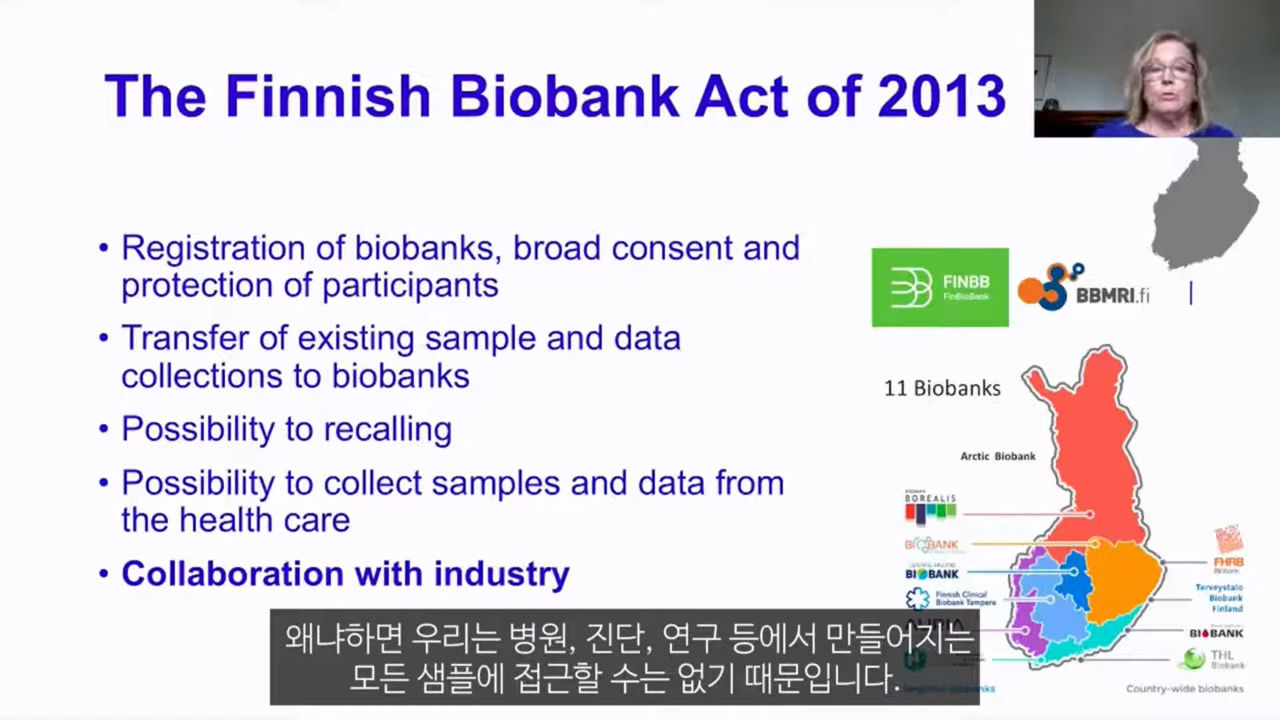 The Finnish Biobank Act of 2013
• Registration of biobanks, broad consent and
protection of participants
• Transfer of existing sample and data
collections to biobanks
• Possibility to recalling
• Possibility to collect samples and data from
the health care
• Collaboration with industry
FINBB
FinBioBank
BBMRI.fi
11 Biobanks
Arctic Biobank
BOREALIS
BIOBANK
BIOBANK
Finnish Clinical
Biobank Tampere
FHRB
Terveystalo
Biobank
Finland
BIOBANK
THL
Biobank
Country-wide biobanks
왜냐하면 우리는 병원, 진단, 연구 등에서 만들어지는
모든 샘플에 접근할 수는 없기 때문입니다.